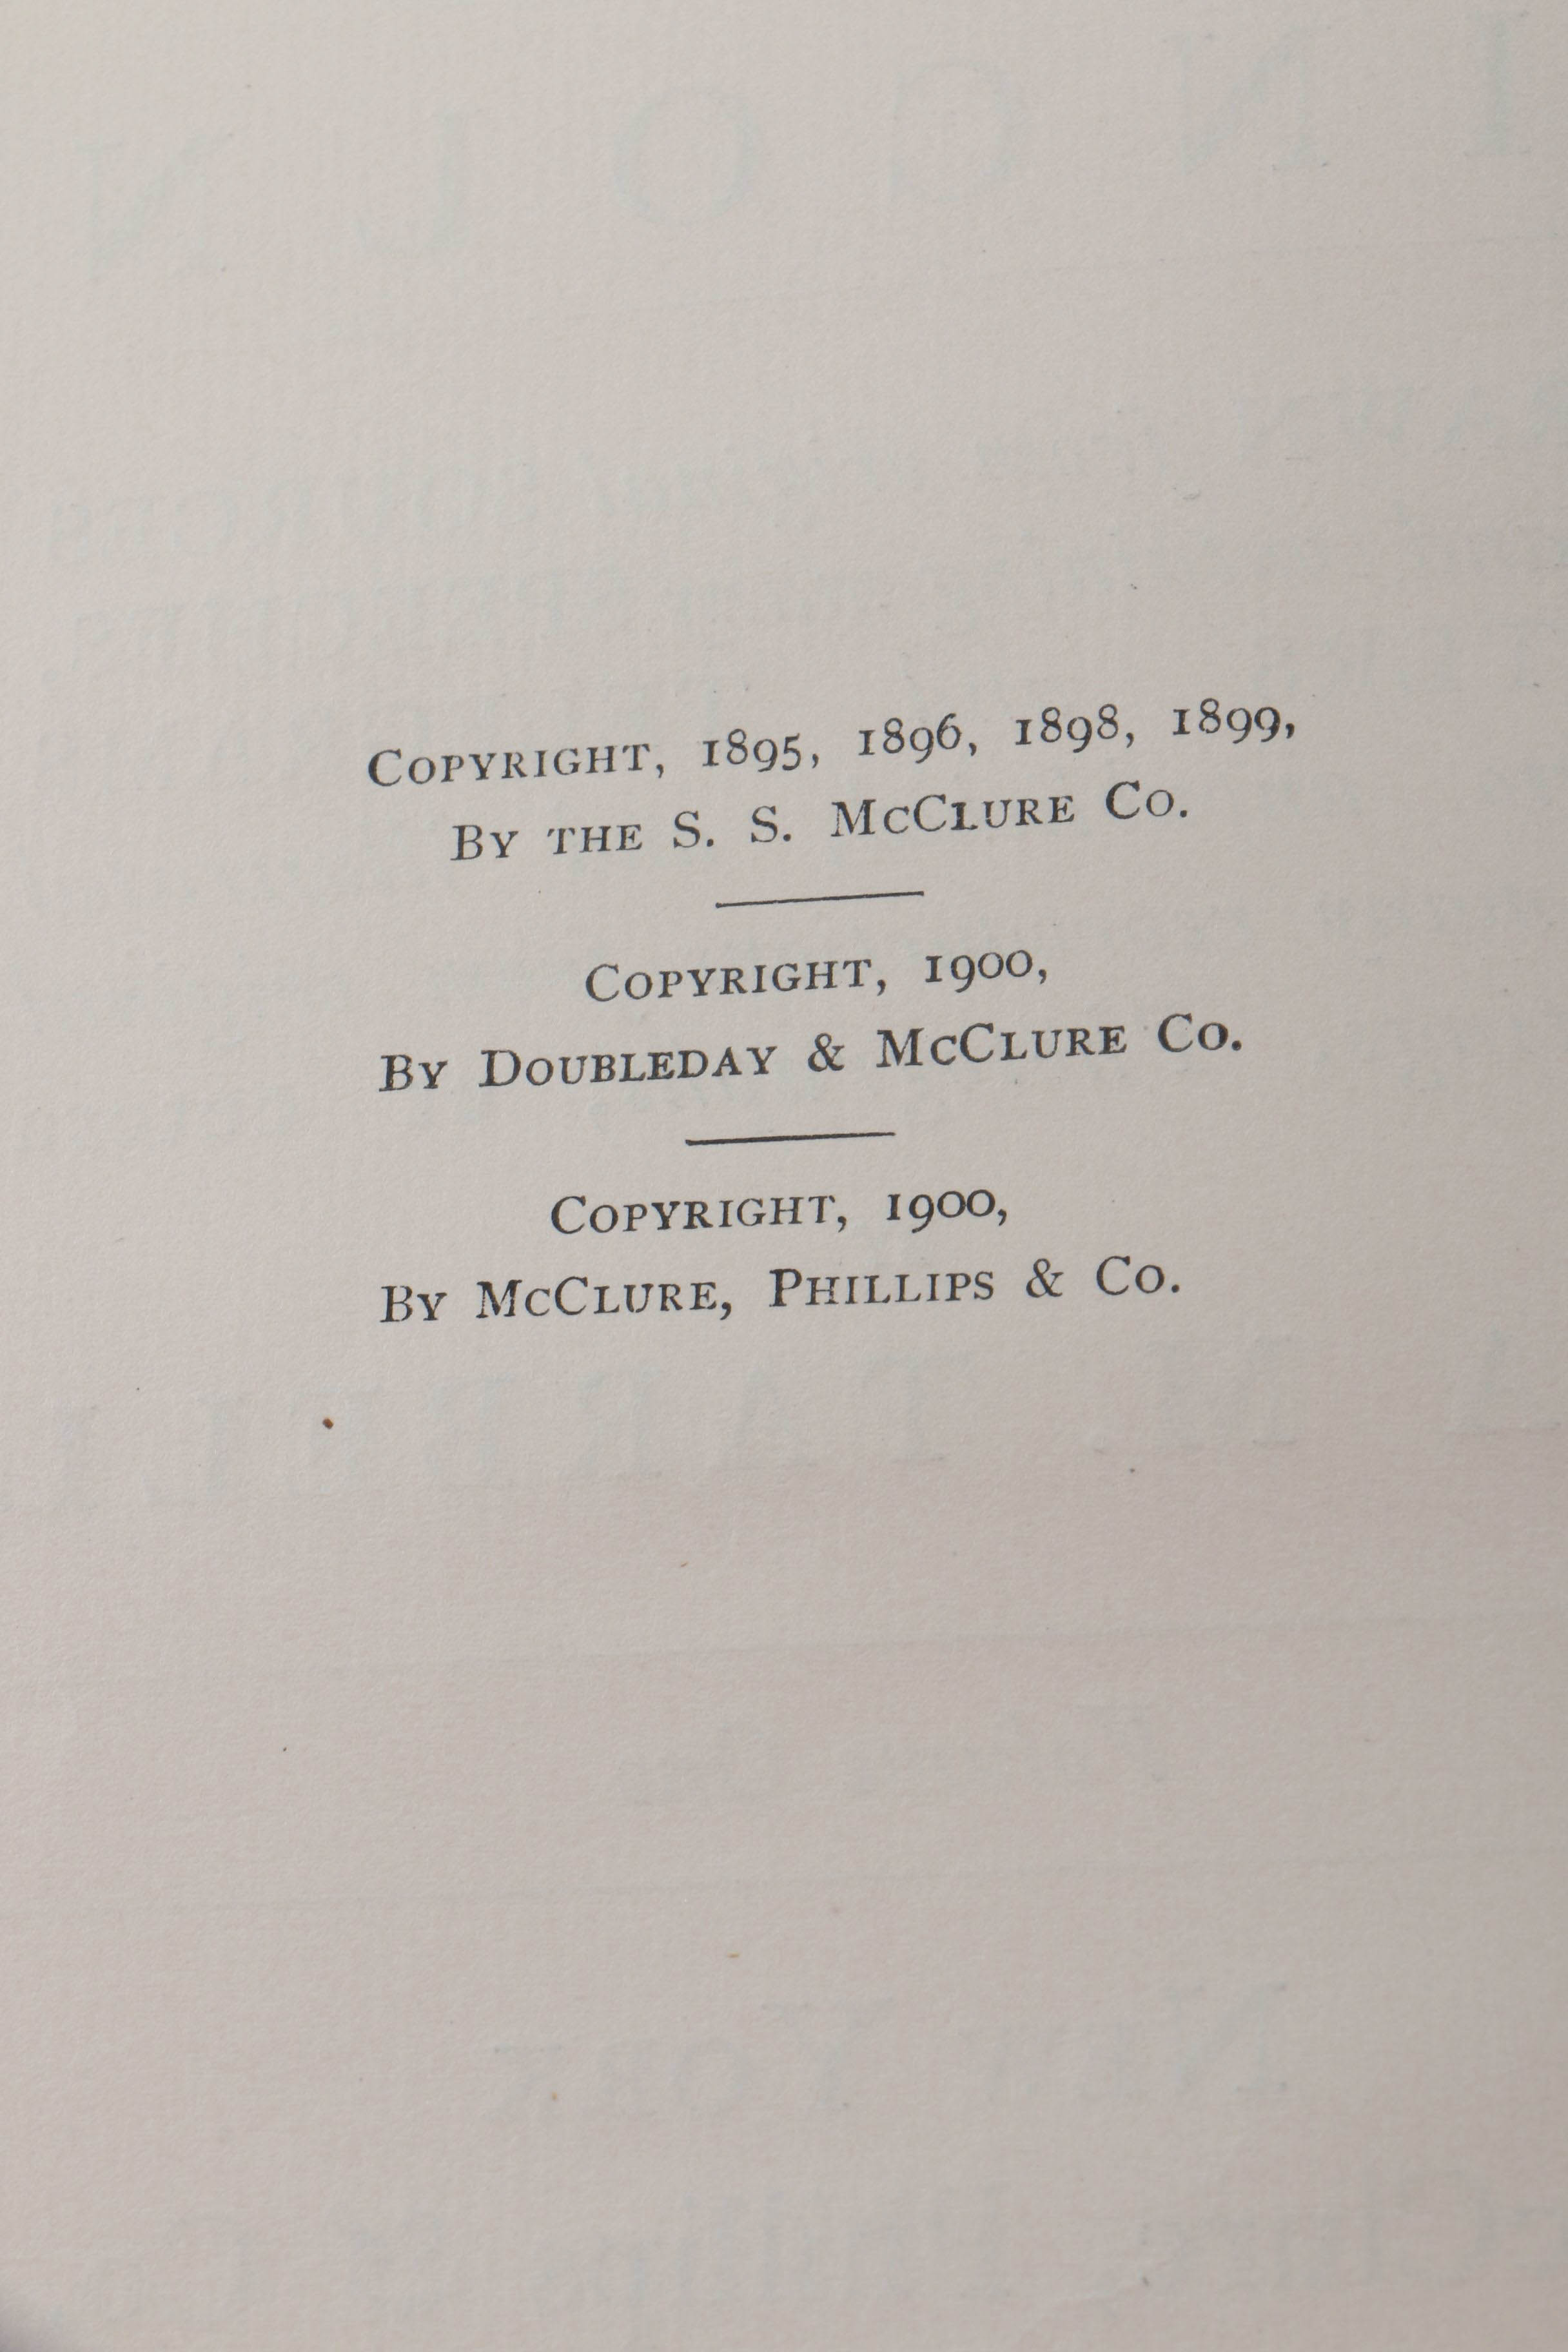 Copyright, 1895, 1896, 1898, 1899,
By the S. S. McClure Co.
Copyright, 1900,
By Doubleday & McClure Co.
Copyright, 1900,
By McClure, Phillips & Co.